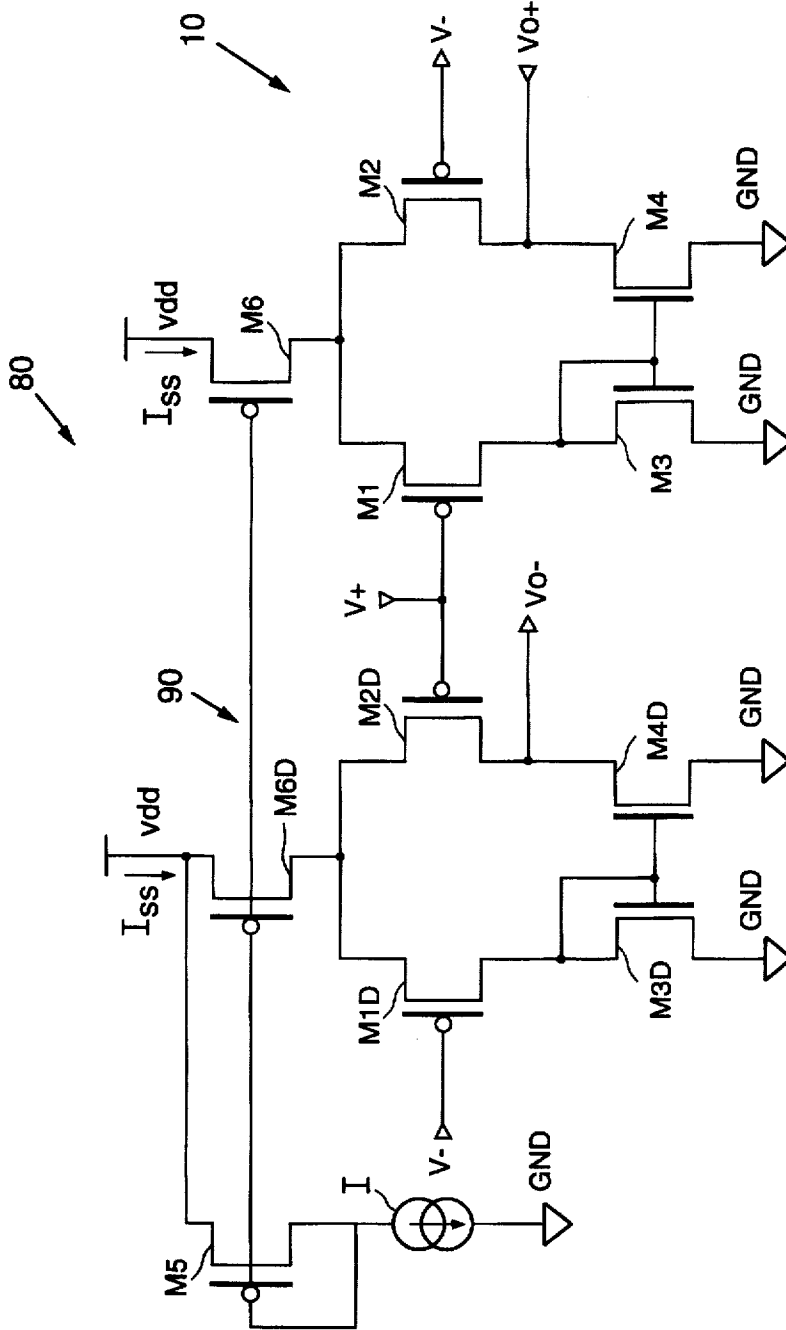 80
10
90
vdd
vdd
ISS
ISS
M5
M6D
M6
M1D
M2D
M1
M2
V-
V+
V-
I
Vo-
Vo+
M3D
M4D
M3
M4
GND
GND
GND
GND
GND